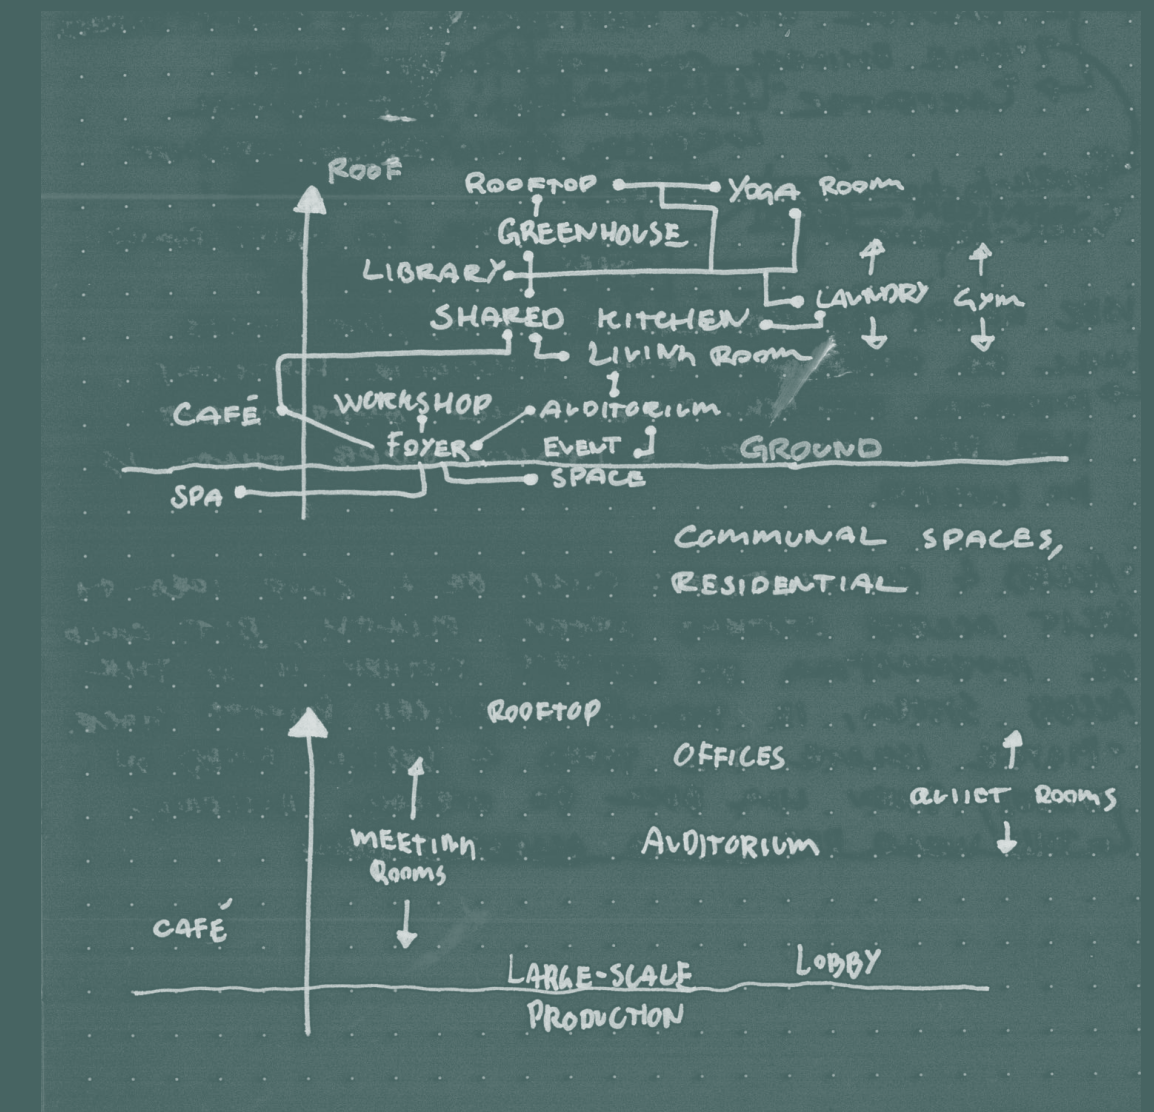 ROOF
ROOFTOP YOGA ROOM
GREENHOUSE
LIBRARY
LAUNDRY GYM
SHARED KITCHEN
LIVING ROOM
CAFÉ WORKSHOP AUDITORIUM
FOYER EVENT GROUND
SPA SPACE
COMMUNAL SPACES,
RESIDENTIAL
ROOFTOP
OFFICES
QUIET ROOMS
MEETING AUDITORIUM
ROOMS
CAFÉ
LARGE-SCALE LOBBY
PRODUCTION